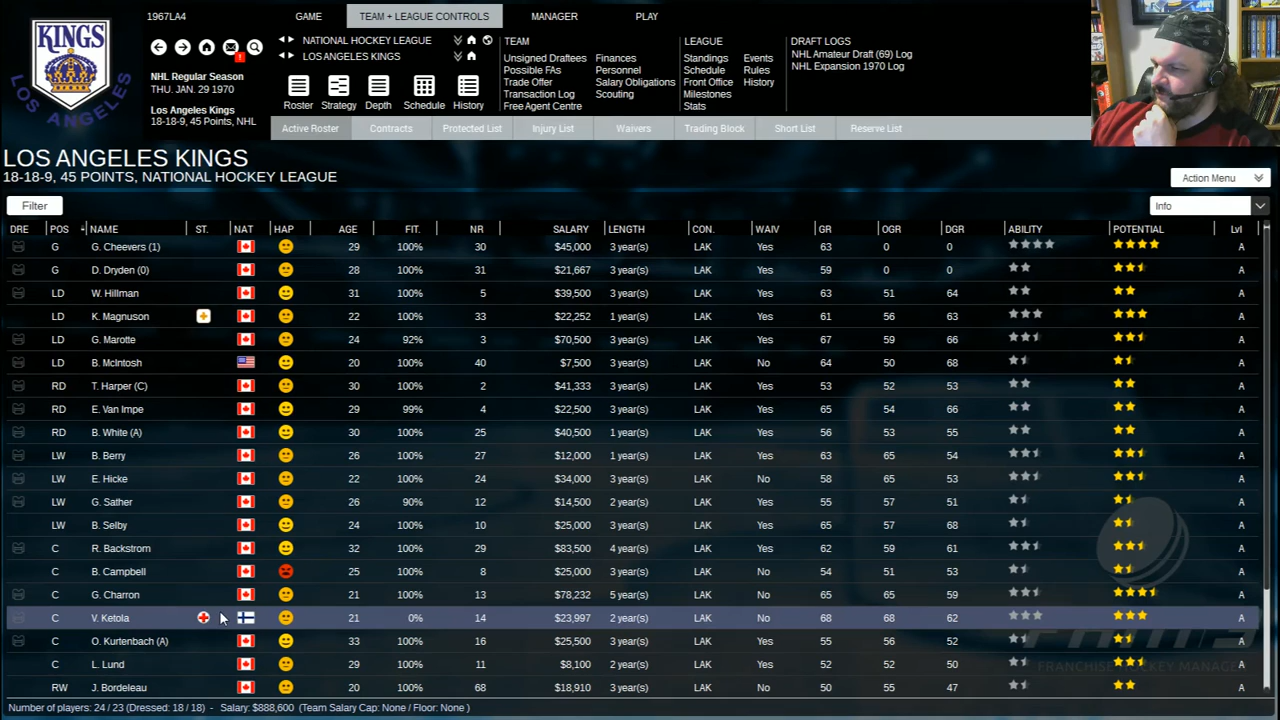 KINGS
LOS ANGELES
1967LA4
GAME TEAM + LEAGUE CONTROLS MANAGER PLAY
NHL Regular Season
THU. JAN. 29 1970
Los Angeles Kings
18-18-9, 45 POINTS, NHL
NATIONAL HOCKEY LEAGUE
LOS ANGELES KINGS
Roster Strategy Depth Schedule History
TEAM
Unsigned Draftees Finances
Possible FAs Personnel
Trade Offer Salary Obligations
Transaction Log Scouting
Free Agent Centre
LEAGUE
Standings Events
Schedule Rules
Front Office History
Milestones
Stats
DRAFT LOGS
NHL Amateur Draft (69) Log
NHL Expansion 1970 Log
Active Roster Contracts Protected List Injury List Waivers Trading Block Short List Reserve List
LOS ANGELES KINGS
18-18-9, 45 POINTS, NATIONAL HOCKEY LEAGUE
Action Menu
Filter Info
DRE POS NAME ST. NAT HAP AGE FIT. NR SALARY LENGTH CON. WAIV GR OGR DGR ABILITY POTENTIAL Lvl
G G. Cheevers (1) 29 100% 30 $45,000 3 year(s) LAK Yes 63 0 0 A
G D. Dryden (0) 28 100% 31 $21,667 3 year(s) LAK Yes 59 0 0 A
LD W. Hillman 31 100% 5 $39,500 3 year(s) LAK Yes 63 51 64 A
LD K. Magnuson 22 100% 33 $22,252 1 year(s) LAK Yes 61 56 63 A
LD G. Marotte 24 92% 3 $70,500 3 year(s) LAK Yes 67 59 66 A
LD B. McIntosh 20 100% 40 $7,500 3 year(s) LAK No 64 50 68 A
RD T. Harper (C) 30 100% 2 $41,333 3 year(s) LAK Yes 53 52 53 A
RD E. Van Impe 29 99% 4 $22,500 3 year(s) LAK Yes 65 54 66 A
RD B. White (A) 30 100% 25 $40,500 1 year(s) LAK Yes 56 53 55 A
LW B. Berry 26 100% 27 $12,000 1 year(s) LAK Yes 63 65 54 A
LW E. Hicke 22 100% 24 $34,000 3 year(s) LAK No 58 65 53 A
LW G. Sather 26 90% 12 $14,500 2 year(s) LAK Yes 55 57 51 A
LW B. Selby 24 100% 10 $25,000 3 year(s) LAK Yes 65 57 68 A
C R. Backstrom 32 100% 29 $83,500 4 year(s) LAK Yes 62 59 61 A
C B. Campbell 25 100% 8 $25,000 3 year(s) LAK No 54 51 53 A
C G. Charron 21 100% 13 $78,232 5 year(s) LAK No 65 65 59 A
C V. Ketola 21 0% 14 $23,997 2 year(s) LAK No 68 68 62 A
C O. Kurtenbach (A) 33 100% 16 $25,500 3 year(s) LAK Yes 55 56 52 A
C L. Lund 29 100% 11 $8,100 2 year(s) LAK Yes 52 52 50 A
RW J. Bordeleau 20 100% 68 $18,910 3 year(s) LAK No 50 55 47 A
FRANCHISE HOCKEY MANAGER
Number of players: 24 / 23 (Dressed: 18 / 18) - Salary: $888,600 (Team Salary Cap: None / Floor: None )